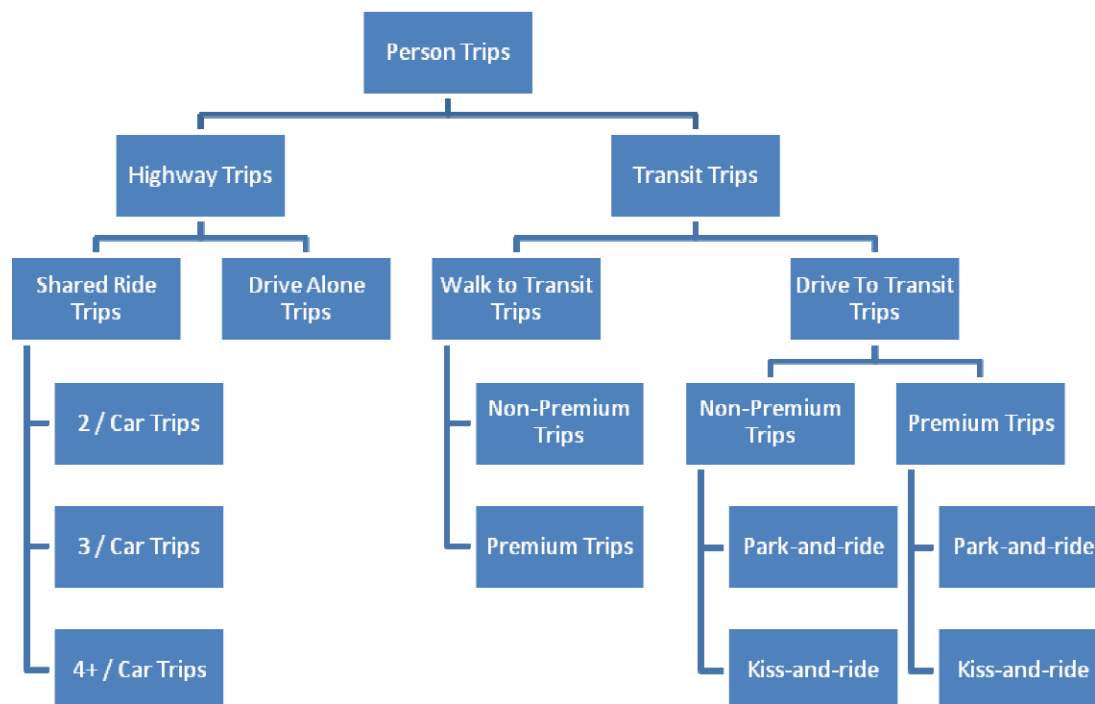 Person Trips
Highway Trips
Transit Trips
Shared Ride
Trips
Drive Alone
Trips
Walk to Transit
Trips
Drive To Transit
Trips
2 / Car Trips
Non-Premium
Trips
Non-Premium
Trips
Premium Trips
3 / Car Trips
Premium Trips
Park-and-ride
Park-and-ride
4+ / Car Trips
Kiss-and-ride
Kiss-and-ride